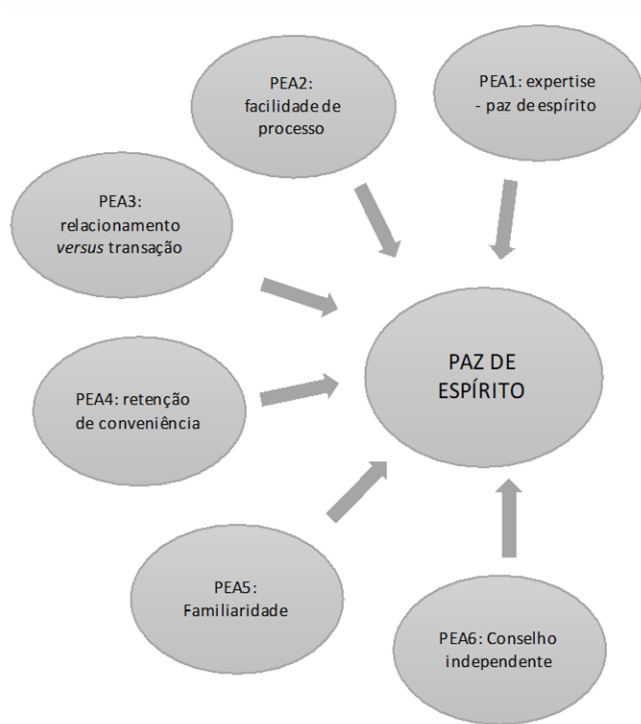 PEA1: expertise
- paz de espírito
PEA2:
facilidade de
processo
PEA3:
relacionamento
versus transação
PAZ DE
ESPÍRITO
PEA4: retenção
de conveniência
PEA5:
Familiaridade
PEA6: Conselho
independente